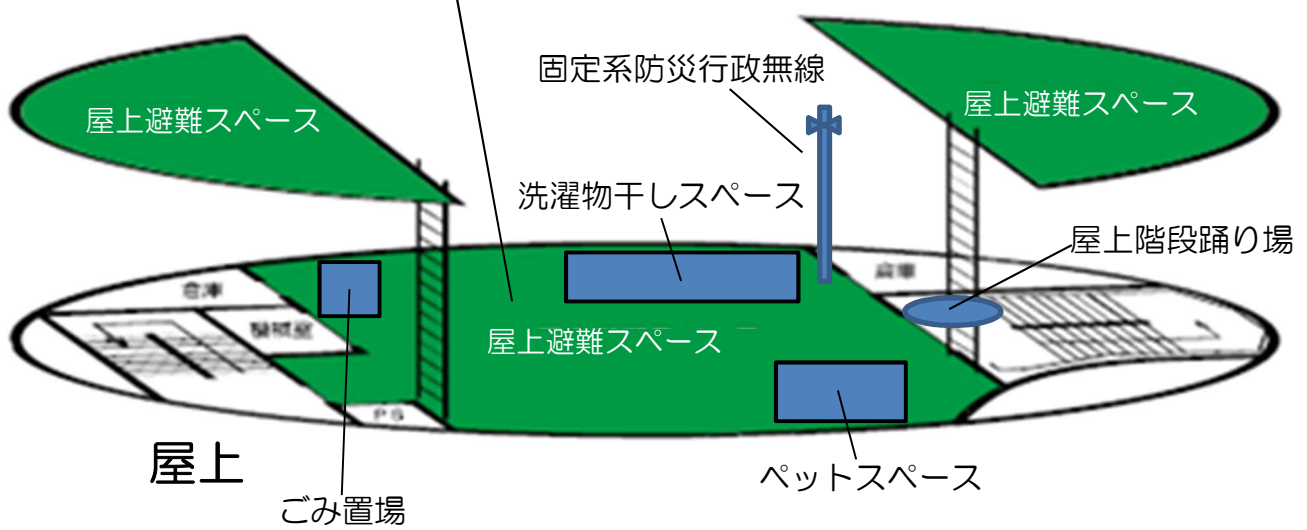 固定系防災行政無線
屋上避難スペース
屋上避難スペース
洗濯物干しスペース
屋上階段踊り場
倉庫
倉庫
機械室
屋上避難スペース
PS
屋上
ペットスペース
ごみ置場